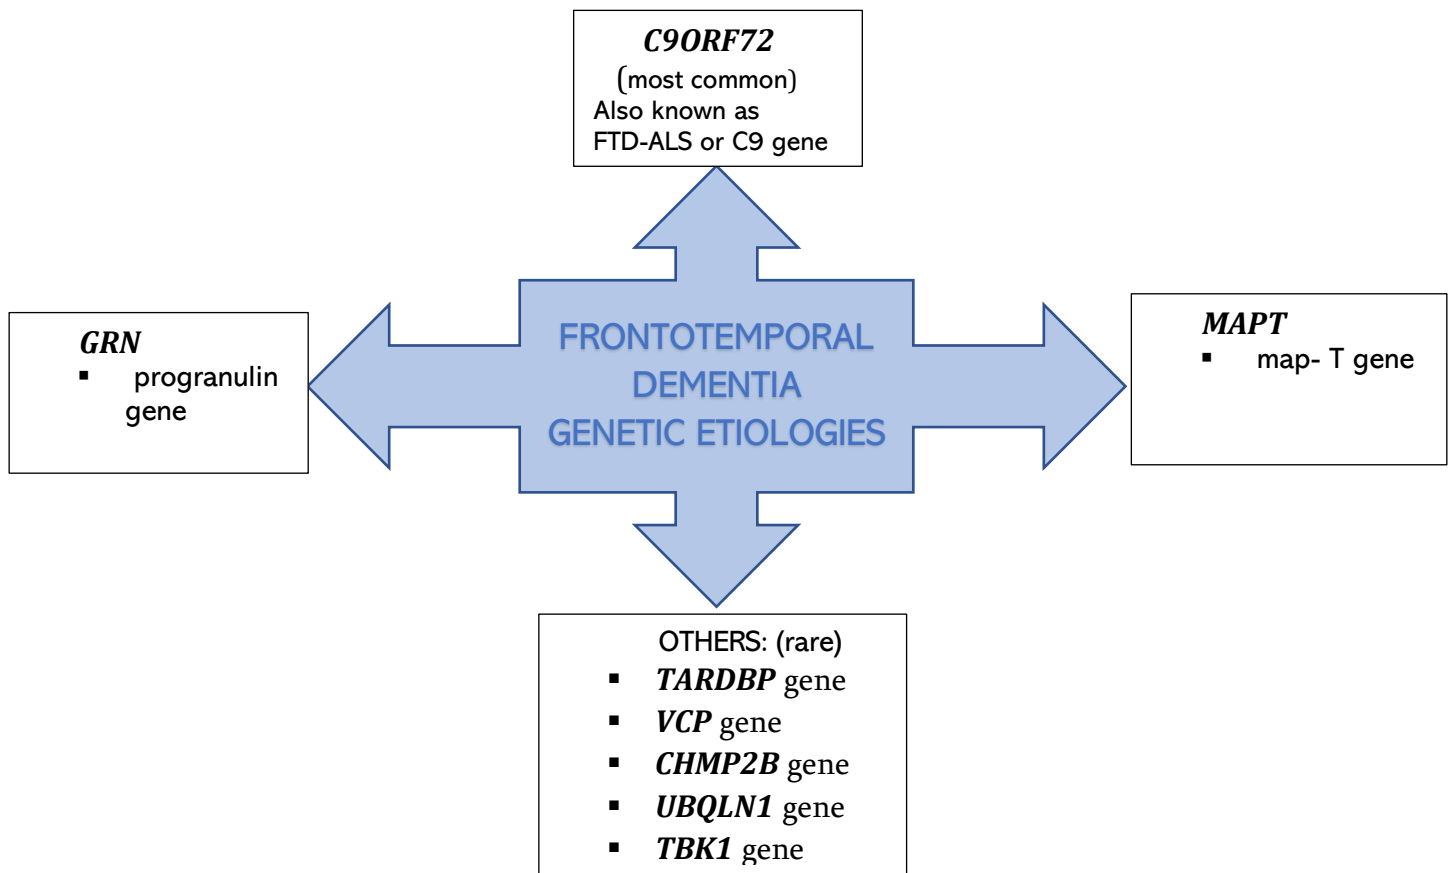 C9ORF72
(most common)
Also known as
FTD-ALS or C9 gene
GRN
▪ progranulin
gene
FRONTOTEMPORAL
DEMENTIA
GENETIC ETIOLOGIES
MAPT
▪ map- T gene
OTHERS: (rare)
▪ TARDBP gene
▪ VCP gene
▪ CHMP2B gene
▪ UBQLN1 gene
▪ TBK1 gene